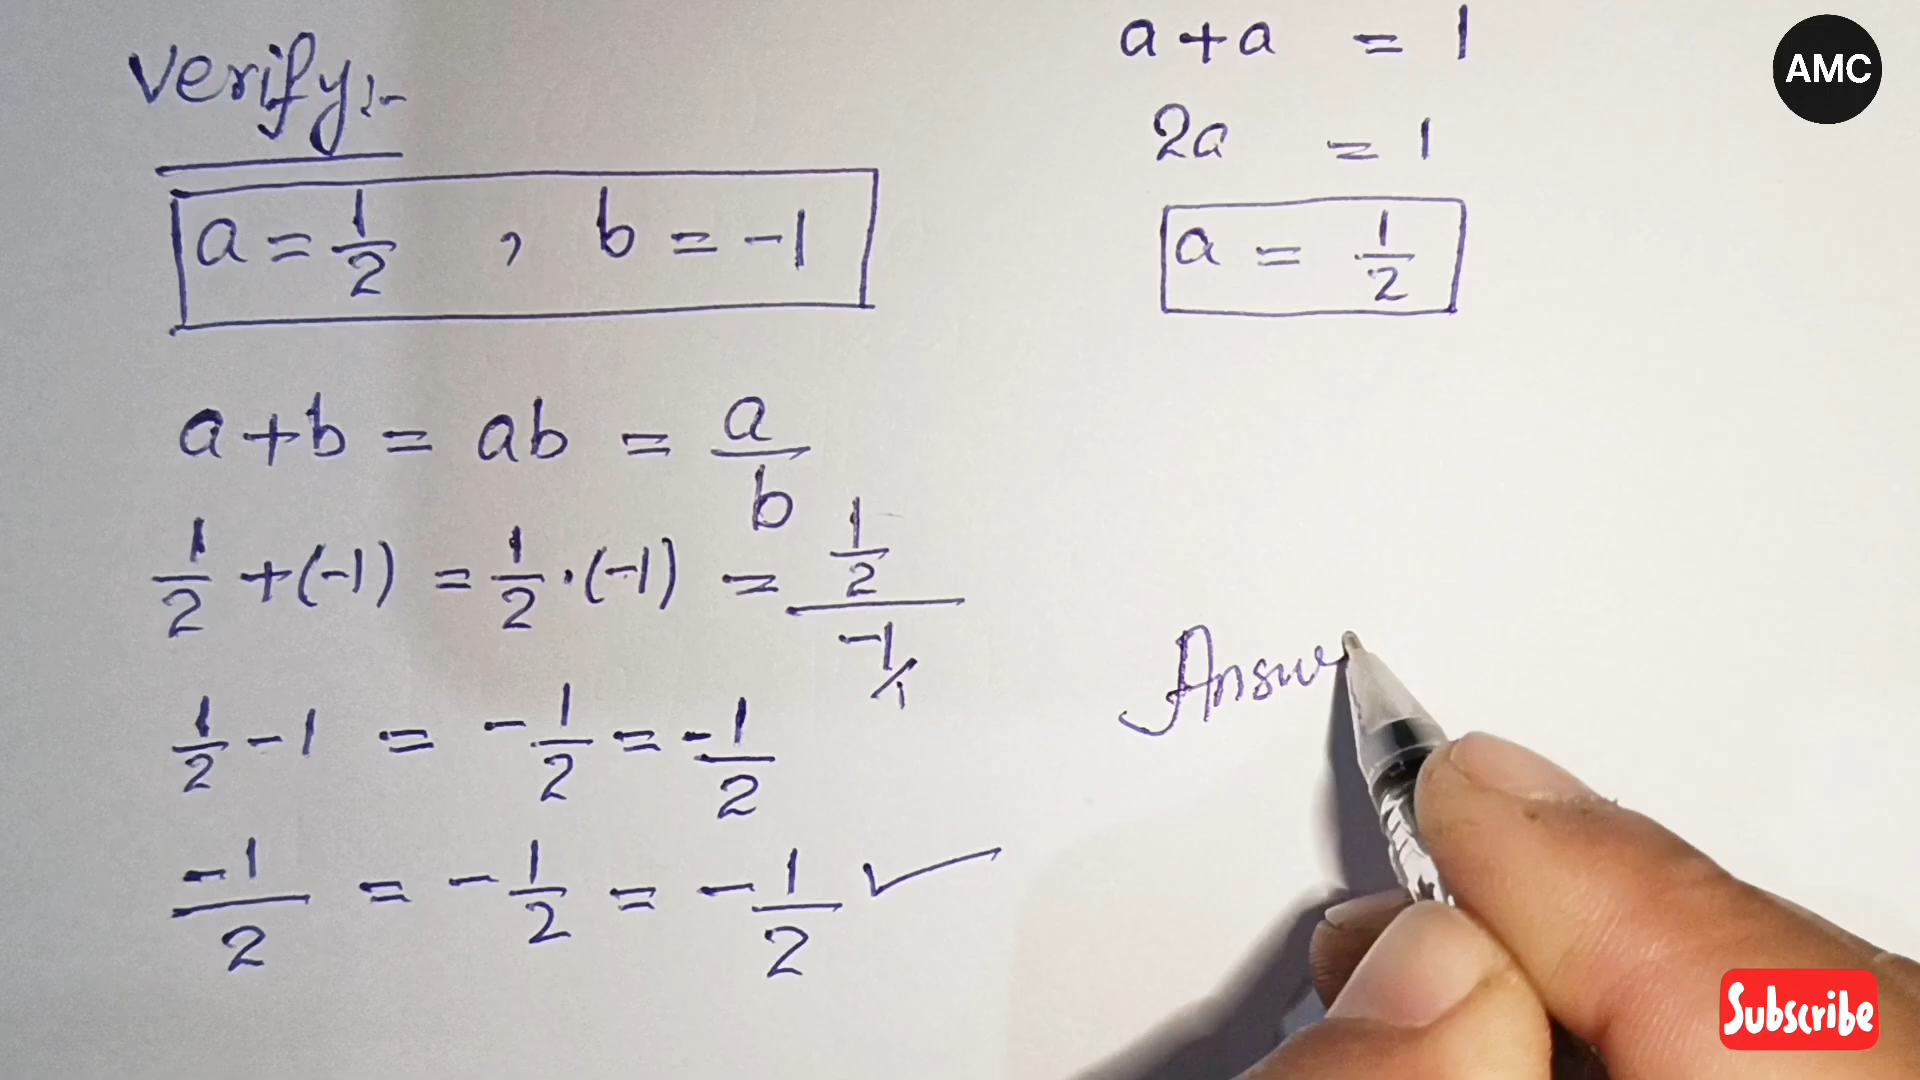 Verify:-
a = 1/2 , b = -1
a + b = ab = a/b
1/2 + (-1) = 1/2 · (-1) = 1/2 / -1/1
1/2 - 1 = - 1/2 = -1/2
-1/2 = - 1/2 = - 1/2 ✓
a + a = 1
2a = 1
a = 1/2
Answe
AMC
Subscribe